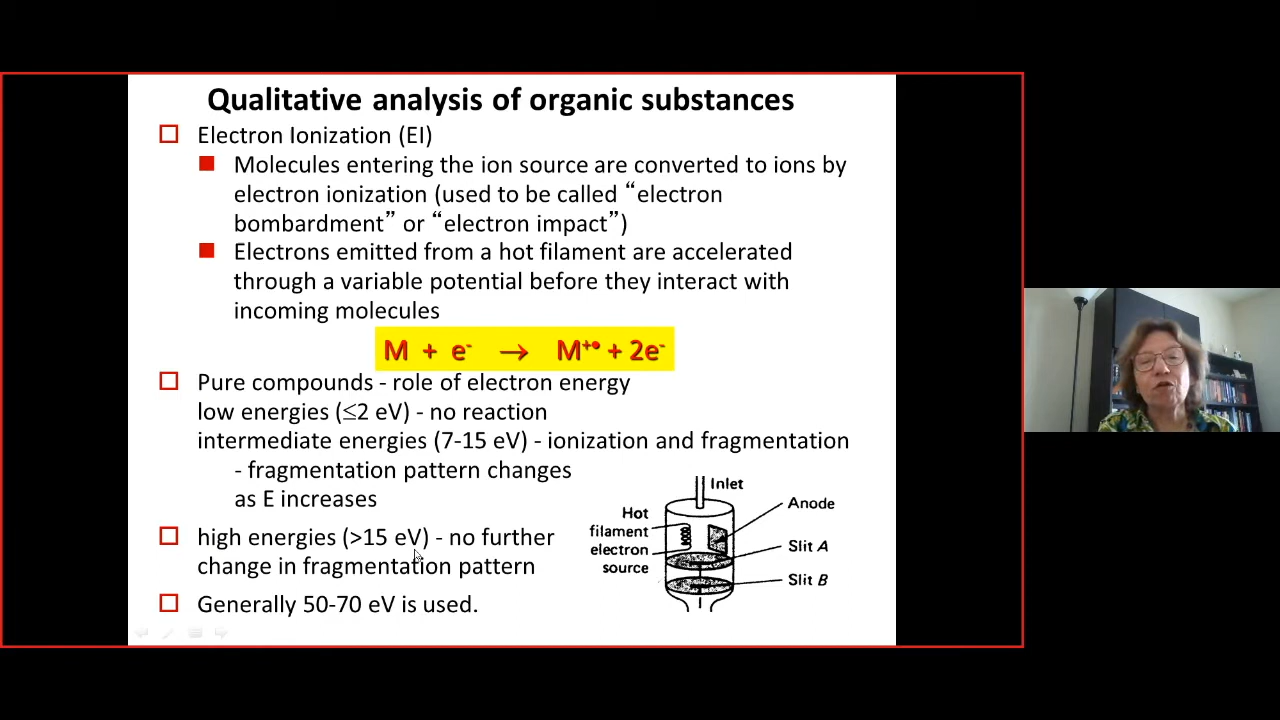 Qualitative analysis of organic substances
Electron Ionization (EI)
Molecules entering the ion source are converted to ions by
electron ionization (used to be called “electron
bombardment” or “electron impact”)
Electrons emitted from a hot filament are accelerated
through a variable potential before they interact with
incoming molecules
M + e⁻ → M⁺• + 2e⁻
Pure compounds - role of electron energy
low energies (≤2 eV) - no reaction
intermediate energies (7-15 eV) - ionization and fragmentation
- fragmentation pattern changes
as E increases
high energies (>15 eV) - no further
change in fragmentation pattern
Generally 50-70 eV is used.
Inlet
Hot
filament
electron
source
Anode
Slit A
Slit B